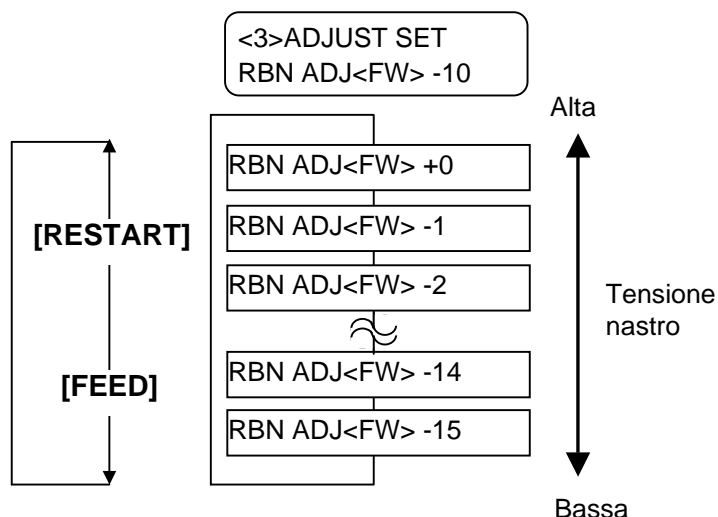 <3>ADJUST SET
RBN ADJ<FW> -10
Alta
RBN ADJ<FW> +0
[RESTART]
RBN ADJ<FW> -1
RBN ADJ<FW> -2
Tensione
nastro
[FEED]
RBN ADJ<FW> -14
RBN ADJ<FW> -15
Bassa